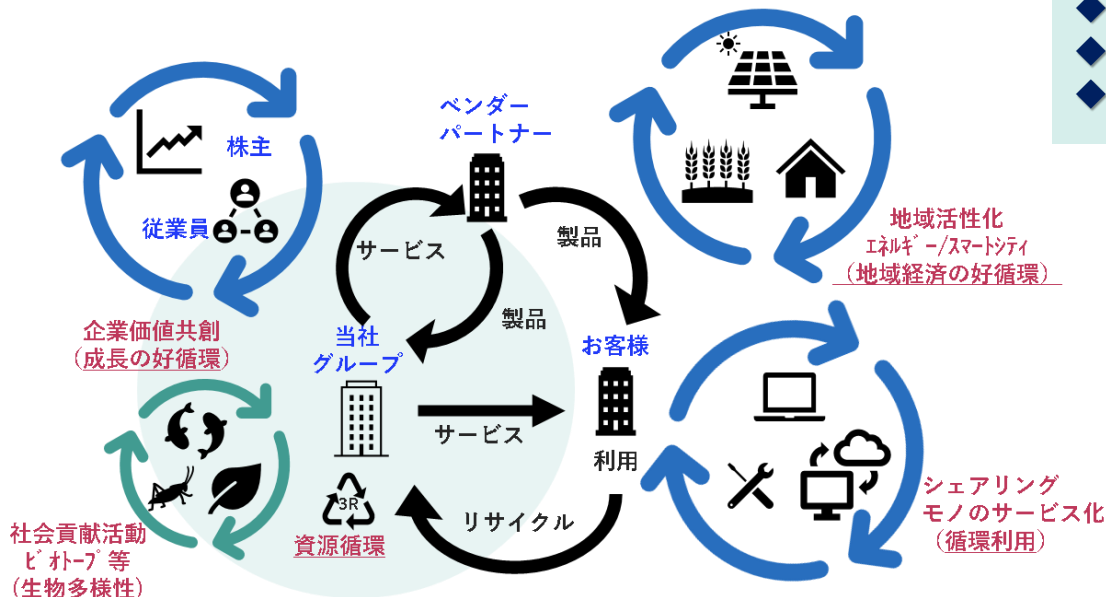 ベンダー
パートナー
株主
従業員
サービス
製品
製品
地域活性化
ｴﾈﾙｷﾞｰ/ｽﾏｰﾄｼﾃｨ
（地域経済の好循環）
企業価値共創
（成長の好循環）
当社
グループ
お客様
サービス
利用
3R
資源循環
リサイクル
シェアリング
モノのサービス化
（循環利用）
社会貢献活動
ﾋﾞｵﾄｰﾌﾟ等
（生物多様性）